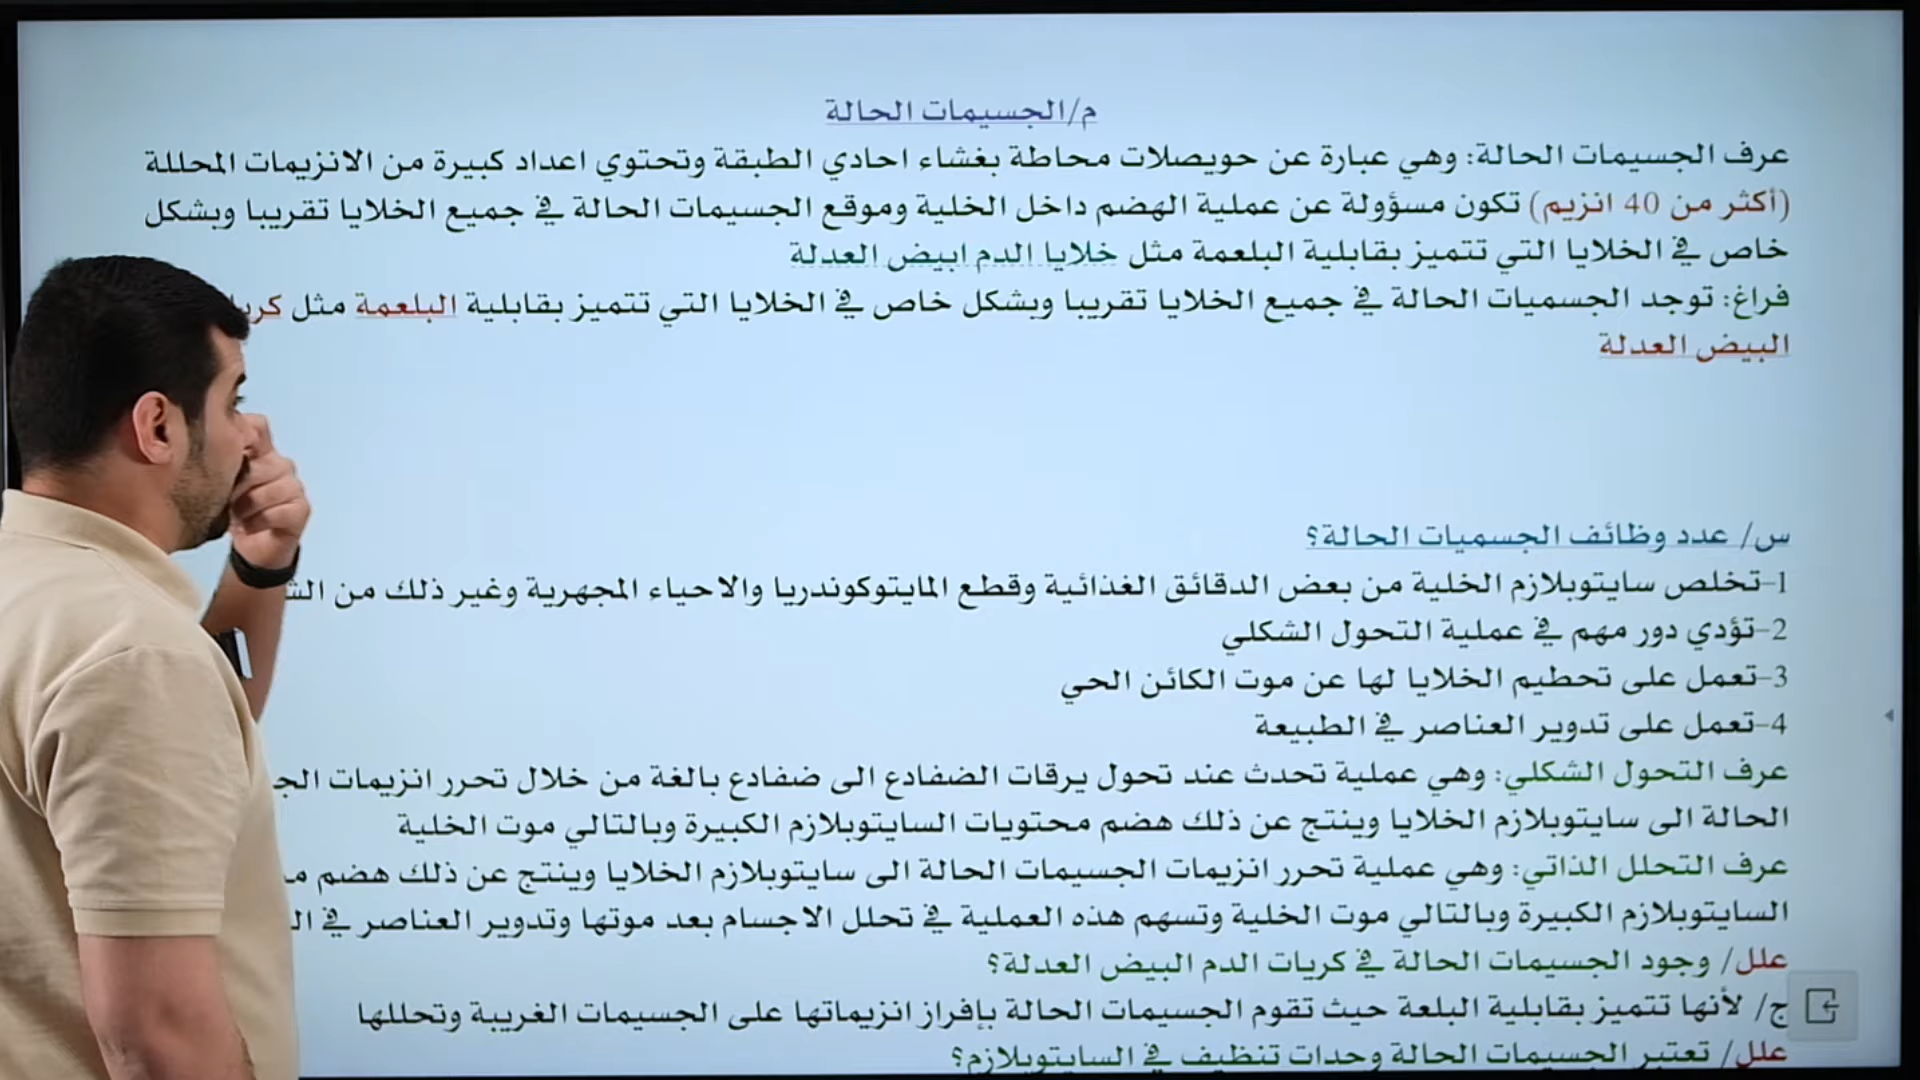 م/الجسيمات الحالة
عرف الجسيمات الحالة: وهي عبارة عن حويصلات محاطة بغشاء احادي الطبقة وتحتوي اعداد كبيرة من الانزيمات المحللة
(أكثر من 40 انزيم) تكون مسؤولة عن عملية الهضم داخل الخلية وموقع الجسيمات الحالة في جميع الخلايا تقريبا وبشكل
خاص في الخلايا التي تتميز بقابلية البلعمة مثل خلايا الدم ابيض العدلة
فراغ: توجد الجسميات الحالة في جميع الخلايا تقريبا وبشكل خاص في الخلايا التي تتميز بقابلية البلعمة مثل
البيض العدلة
س/ عدد وظائف الجسميات الحالة؟
1-تخلص سايتوبلازم الخلية من بعض الدقائق الغذائية وقطع المايتوكوندريا والاحياء المجهرية وغير ذلك من
2-تؤدي دور مهم في عملية التحول الشكلي
3-تعمل على تحطيم الخلايا لها عن موت الكائن الحي
4-تعمل على تدوير العناصر في الطبيعة
عرف التحول الشكلي: وهي عملية تحدث عند تحول يرقات الضفادع الى ضفادع بالغة من خلال تحرر انزيمات
الحالة الى سايتوبلازم الخلايا وينتج عن ذلك هضم محتويات السايتوبلازم الكبيرة وبالتالي موت الخلية
عرف التحلل الذاتي: وهي عملية تحرر انزيمات الجسيمات الحالة الى سايتوبلازم الخلايا وينتج عن ذلك هضم
السايتوبلازم الكبيرة وبالتالي موت الخلية وتسهم هذه العملية في تحلل الاجسام بعد موتها وتدوير العناصر في
علل/ وجود الجسيمات الحالة في كريات الدم البيض العدلة؟
ج/ لأنها تتميز بقابلية البلعة حيث تقوم الجسيمات الحالة بإفراز انزيماتها على الجسيمات الغريبة وتحللها
علل/ تعتبر الجسيمات الحالة وحدات تنظيف في السايتوبلازم؟